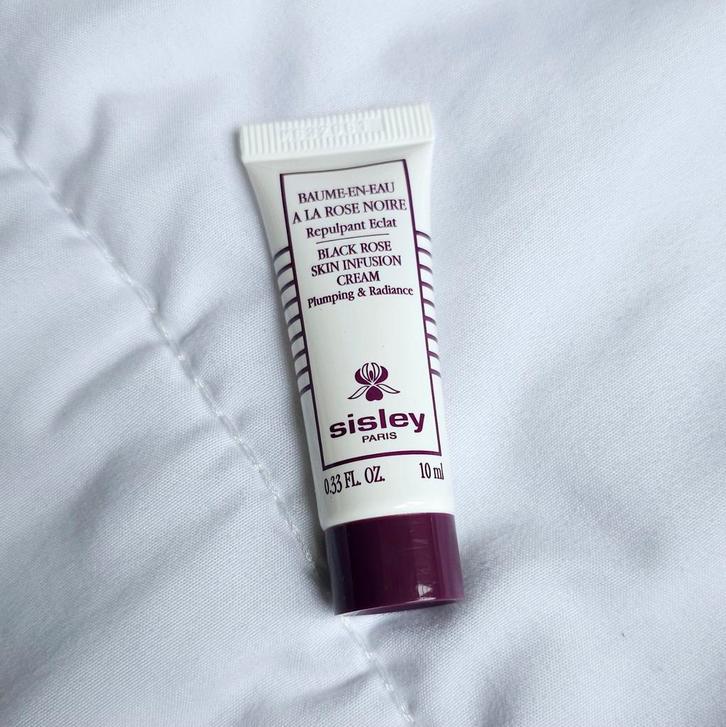 BAUME-EN-EAU
A LA ROSE NOIRE
Repulpant Eclat
BLACK ROSE
SKIN INFUSION
CREAM
Plumping & Radiance
sisley
PARIS
0.33 FL. OZ. 10 ml